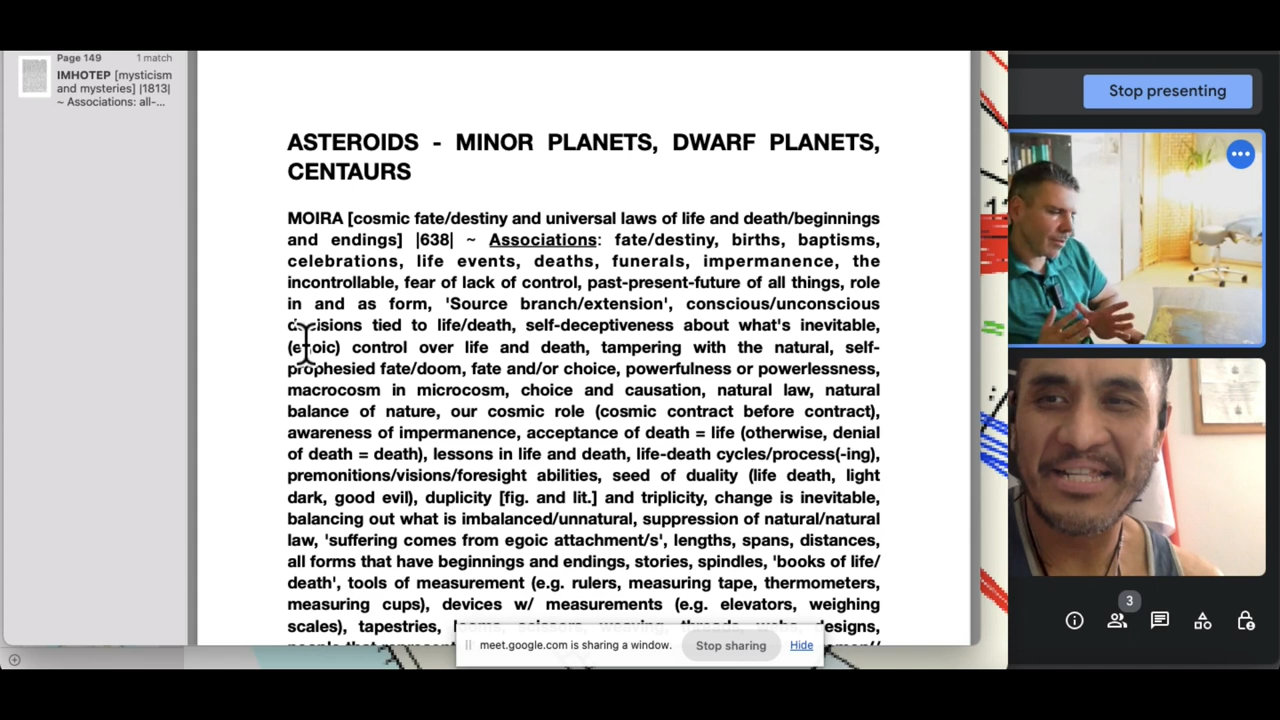 Page 149 1 match
IMHOTEP [mysticism
and mysteries] |1813|
~ Associations: all-...
ASTEROIDS - MINOR PLANETS, DWARF PLANETS,
CENTAURS
MOIRA [cosmic fate/destiny and universal laws of life and death/beginnings
and endings] |638| ~ Associations: fate/destiny, births, baptisms,
celebrations, life events, deaths, funerals, impermanence, the
incontrollable, fear of lack of control, past-present-future of all things, role
in and as form, 'Source branch/extension', conscious/unconscious
decisions tied to life/death, self-deceptiveness about what's inevitable,
(egoic) control over life and death, tampering with the natural, self-
prophesied fate/doom, fate and/or choice, powerfulness or powerlessness,
macrocosm in microcosm, choice and causation, natural law, natural
balance of nature, our cosmic role (cosmic contract before contract),
awareness of impermanence, acceptance of death = life (otherwise, denial
of death = death), lessons in life and death, life-death cycles/process(-ing),
premonitions/visions/foresight abilities, seed of duality (life death, light
dark, good evil), duplicity [fig. and lit.] and triplicity, change is inevitable,
balancing out what is imbalanced/unnatural, suppression of natural/natural
law, 'suffering comes from egoic attachment/s', lengths, spans, distances,
all forms that have beginnings and endings, stories, spindles, 'books of life/
death', tools of measurement (e.g. rulers, measuring tape, thermometers,
measuring cups), devices w/ measurements (e.g. elevators, weighing
scales), tapestries, looms, scissors, weaving, threads, webs, designs,
meet.google.com is sharing a window.
Stop sharing
Hide
Stop presenting
3